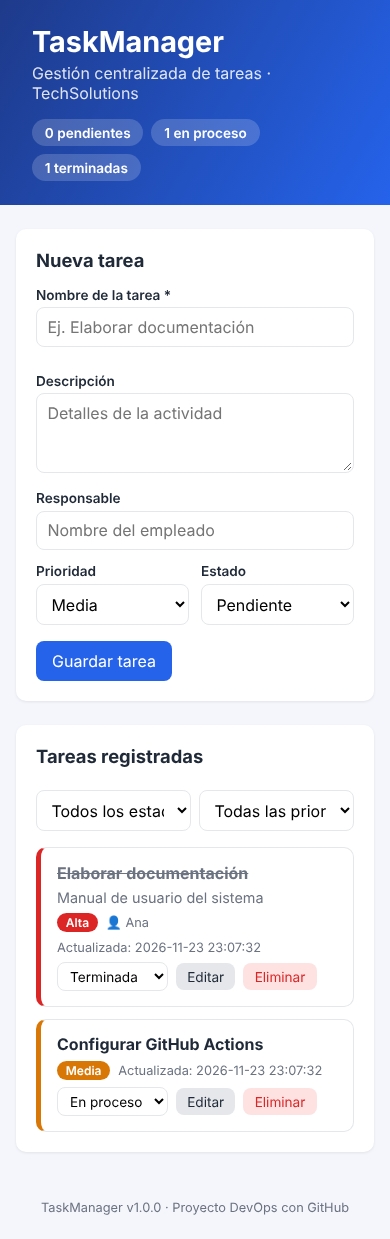 TaskManager
Gestión centralizada de tareas ·
TechSolutions
0 pendientes 1 en proceso
1 terminadas
Nueva tarea
Nombre de la tarea *
Ej. Elaborar documentación
Descripción
Detalles de la actividad
Responsable
Nombre del empleado
Prioridad Estado
Media Pendiente
Guardar tarea
Tareas registradas
Todos los estac Todas las prior
Elaborar documentación
Manual de usuario del sistema
Alta 👤 Ana
Actualizada: 2026-11-23 23:07:32
Terminada Editar Eliminar
Configurar GitHub Actions
Media Actualizada: 2026-11-23 23:07:32
En proceso Editar Eliminar
TaskManager v1.0.0 · Proyecto DevOps con GitHub